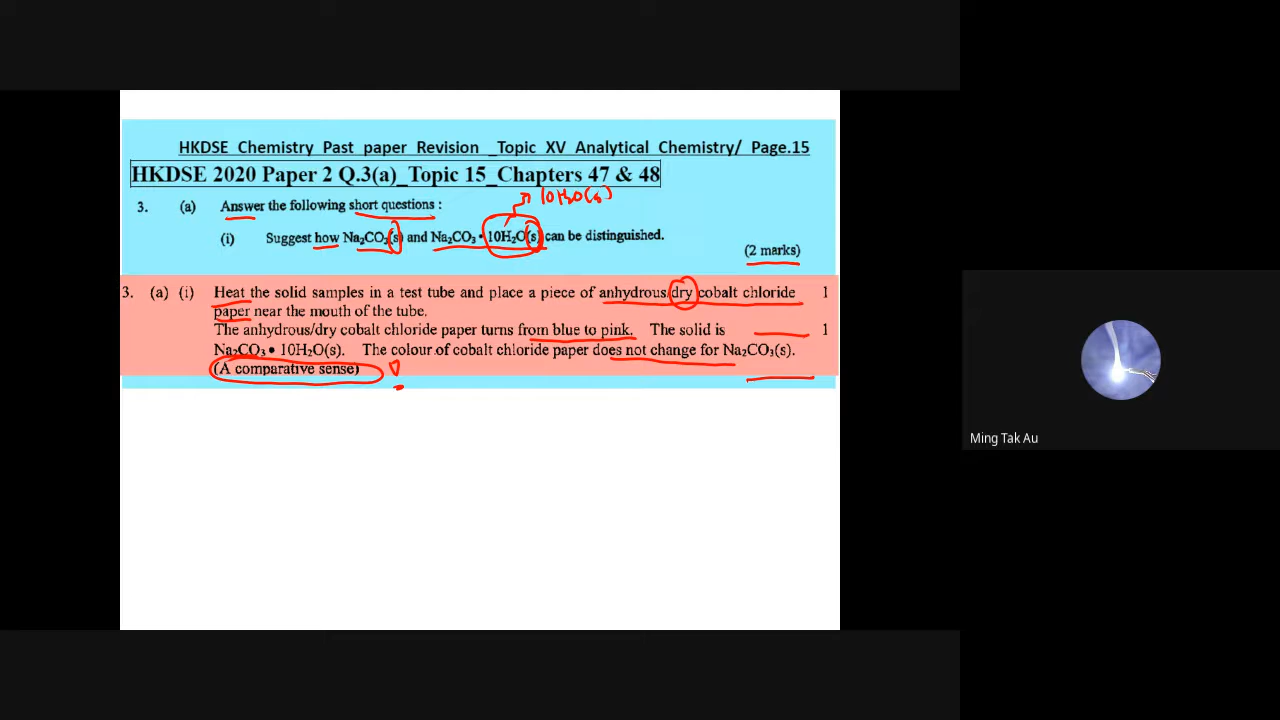 HKDSE Chemistry Past paper Revision _Topic XV Analytical Chemistry/ Page.15
HKDSE 2020 Paper 2 Q.3(a)_Topic 15_Chapters 47 & 48
10H2O(s)
3. (a) Answer the following short questions :
(i) Suggest how Na₂CO₃(s) and Na₂CO₃•10H₂O(s) can be distinguished.
(2 marks)
3. (a) (i) Heat the solid samples in a test tube and place a piece of anhydrous/dry cobalt chloride 1
paper near the mouth of the tube.
The anhydrous/dry cobalt chloride paper turns from blue to pink. The solid is 1
Na₂CO₃•10H₂O(s). The colour of cobalt chloride paper does not change for Na₂CO₃(s).
(A comparative sense)
Ming Tak Au